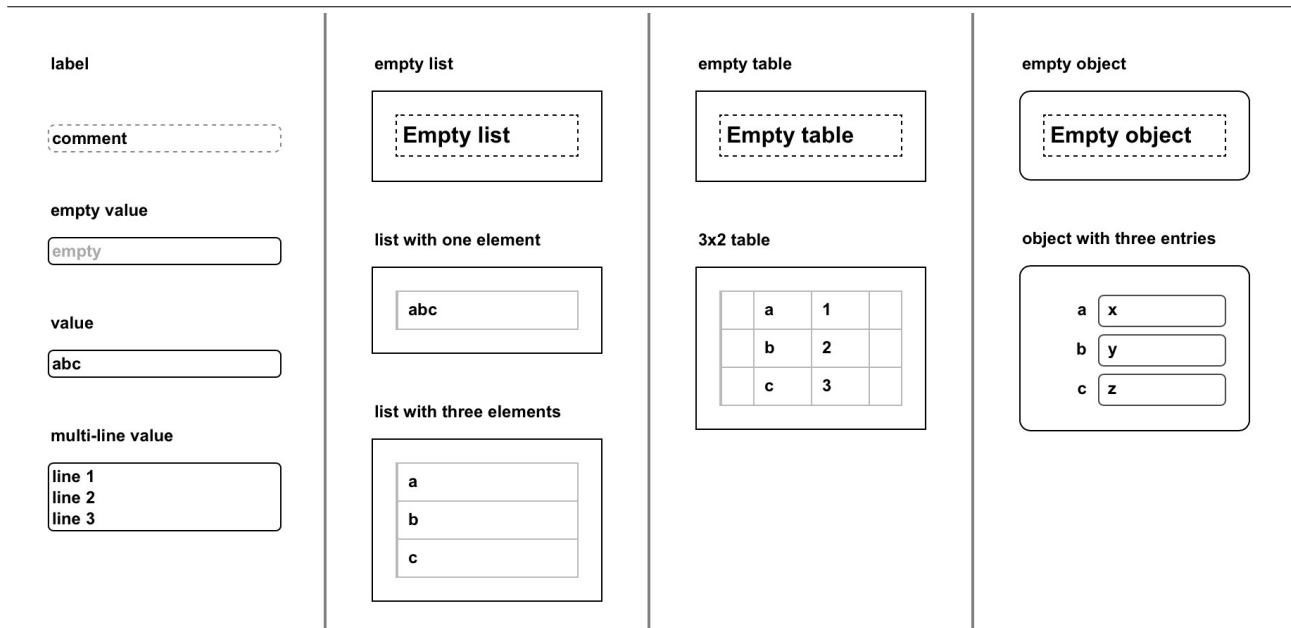 label
comment
empty value
empty
value
abc
multi-line value
line 1
line 2
line 3
empty list
Empty list
list with one element
abc
list with three elements
a
b
c
empty table
Empty table
3x2 table
a 1
b 2
c 3
empty object
Empty object
object with three entries
a x
b y
c z